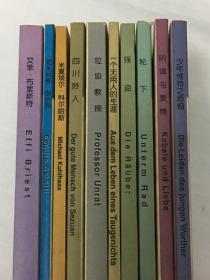 艾菲·布里斯特
Effi Briest
米夏埃尔·科尔哈斯
Michael Kohlhaas
四川好人
Der gute Mensch von Sezuan
垃圾教授
Professor Unrat
一个无用人的生涯
Aus dem Leben eines Taugenichts
强盗
Die Räuber
轮下
Unterm Rad
阴谋与爱情
Kabale und Liebe
少年维特之烦恼
Die Leiden des jungen Werther